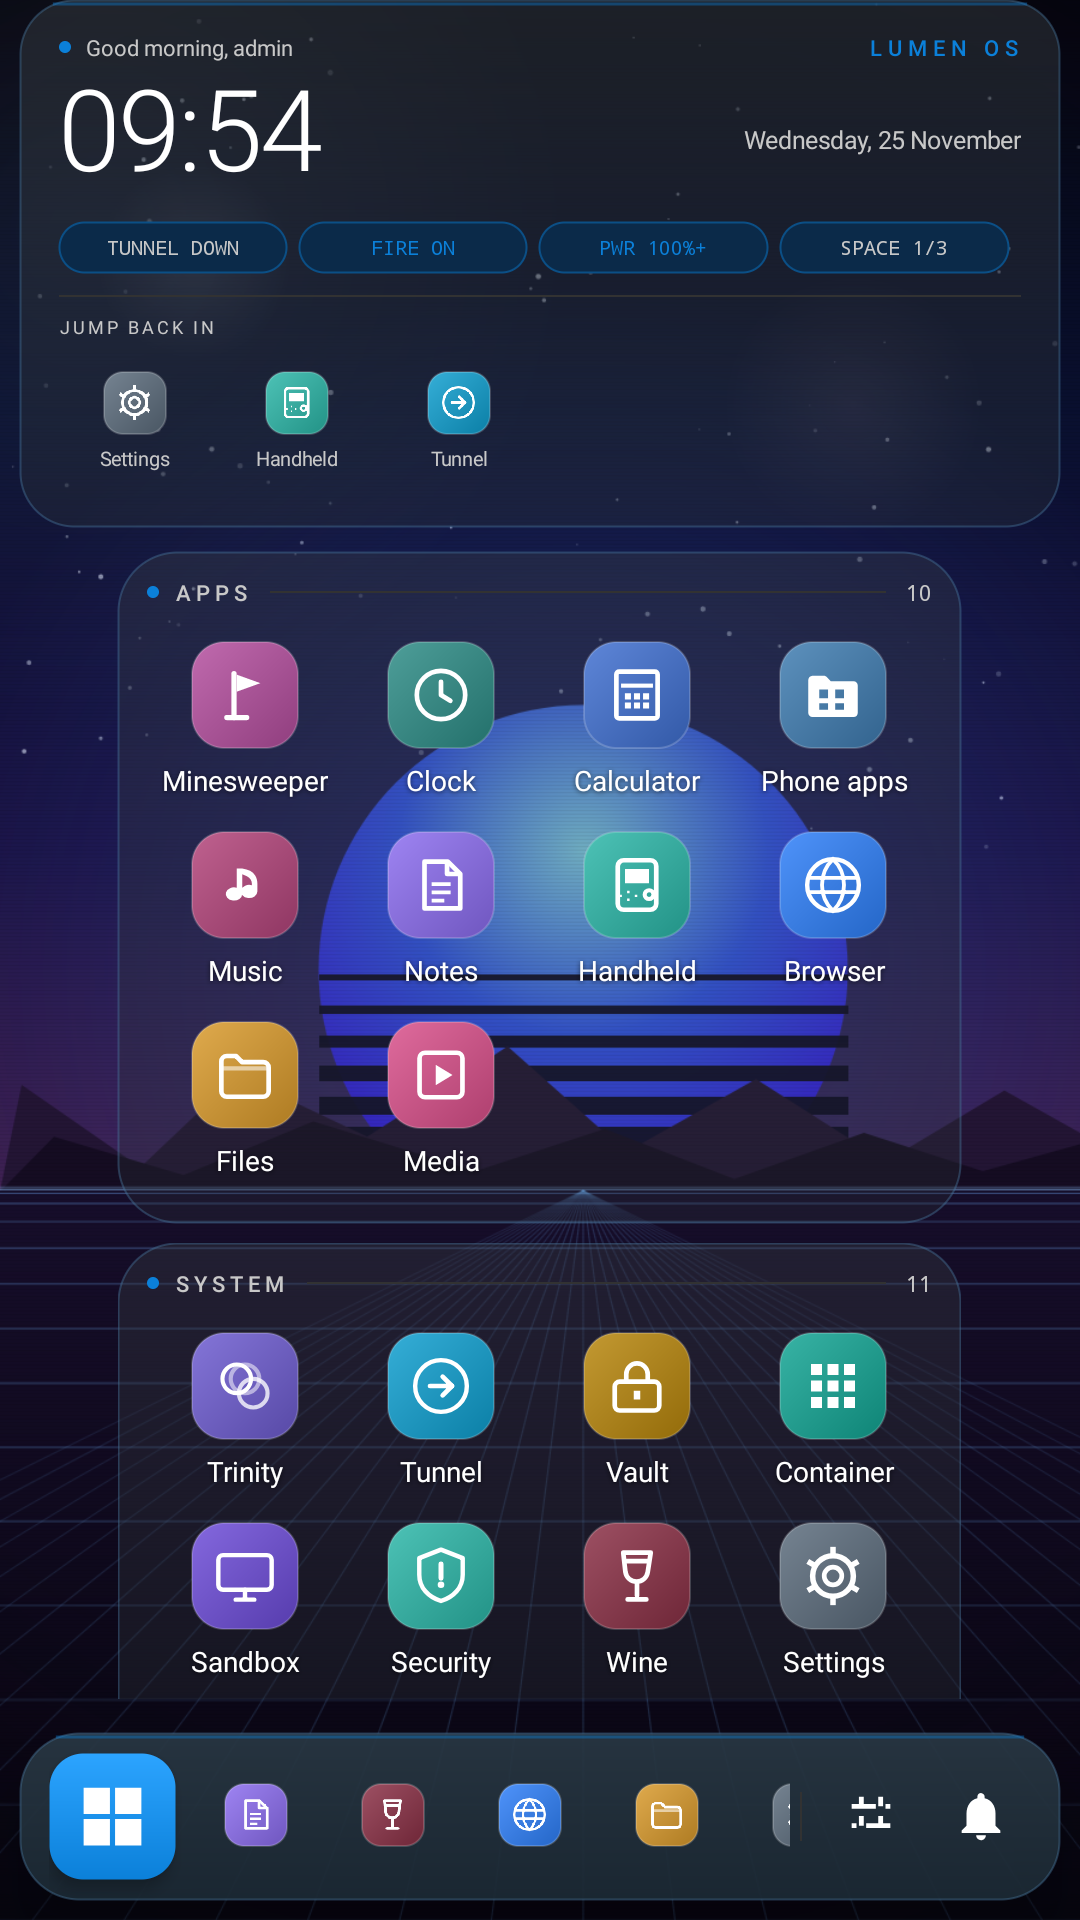 Good morning, admin
LUMEN OS
09:54
Wednesday, 25 November
TUNNEL DOWN
FIRE ON
PWR 100%+
SPACE 1/3
JUMP BACK IN
Settings
Handheld
Tunnel
APPS
10
Minesweeper
Clock
Calculator
Phone apps
Music
Notes
Handheld
Browser
Files
Media
SYSTEM
11
Trinity
Tunnel
Vault
Container
Sandbox
Security
Wine
Settings